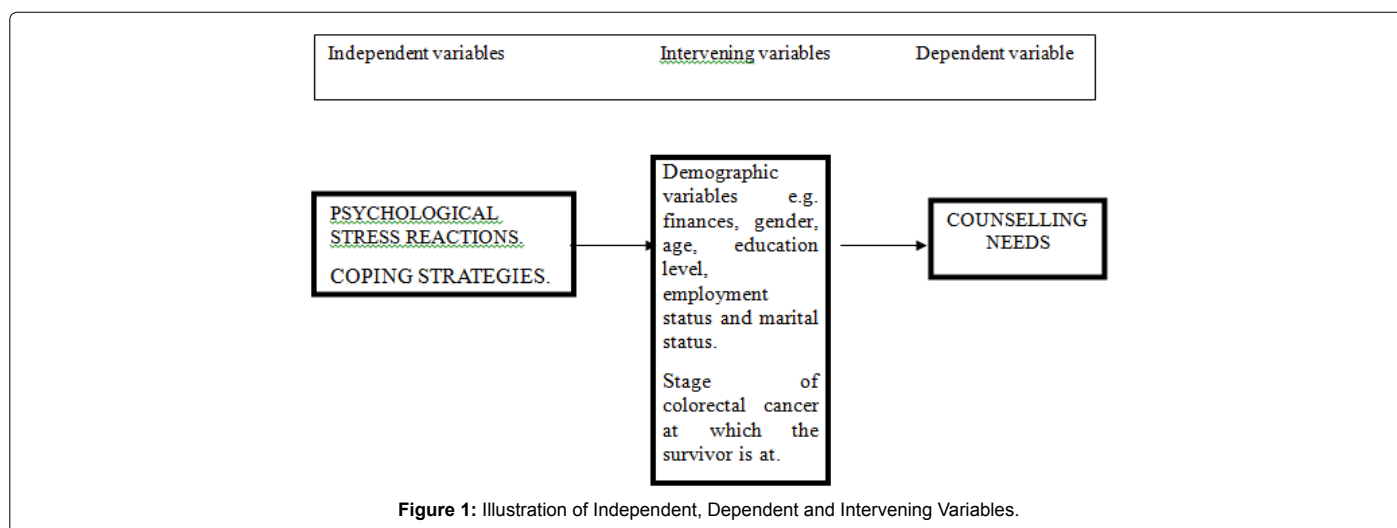 Independent variables Intervening variables Dependent variable
PSYCHOLOGICAL
STRESS REACTIONS.
COPING STRATEGIES.
Demographic
variables e.g.
finances, gender,
age, education
level,
employment
status and marital
status.
Stage of
colorectal cancer
at which the
survivor is at.
COUNSELLING
NEEDS
Figure 1: Illustration of Independent, Dependent and Intervening Variables.